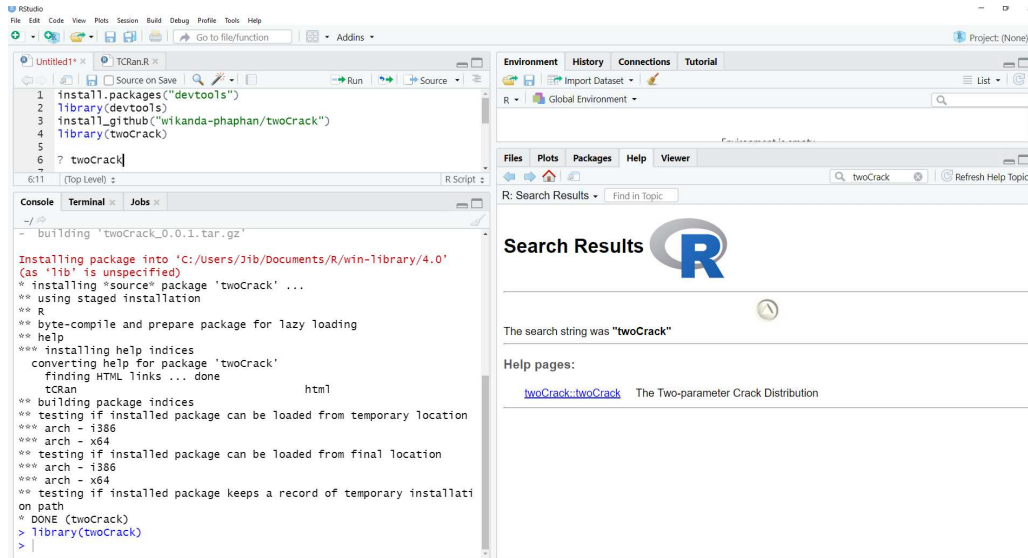 RStudio
File Edit Code View Plots Session Build Debug Profile Tools Help
Go to file/function Addins Project: (None)
Untitled1* TCRan.R
Source on Save Run Source
1 install.packages("devtools")
2 library(devtools)
3 install_github("wikanda-phaphan/twoCrack")
4 library(twoCrack)
5
6 ? twoCrack
7
6:11 (Top Level) R Script
Console Terminal Jobs
~/
- building 'twoCrack_0.0.1.tar.gz'
Installing package into ‘C:/Users/Jib/Documents/R/win-library/4.0’
(as ‘lib’ is unspecified)
* installing *source* package 'twoCrack' ...
** using staged installation
** R
** byte-compile and prepare package for lazy loading
** help
*** installing help indices
converting help for package 'twoCrack'
finding HTML links ... done
tCRan html
** building package indices
** testing if installed package can be loaded from temporary location
*** arch - i386
*** arch - x64
** testing if installed package can be loaded from final location
*** arch - i386
*** arch - x64
** testing if installed package keeps a record of temporary installati
on path
* DONE (twoCrack)
> library(twoCrack)
>
Environment History Connections Tutorial
Import Dataset List
R Global Environment
Environment is empty
Files Plots Packages Help Viewer
twoCrack Refresh Help Topic
R: Search Results Find in Topic
Search Results R
The search string was "twoCrack"
Help pages:
twoCrack::twoCrack The Two-parameter Crack Distribution